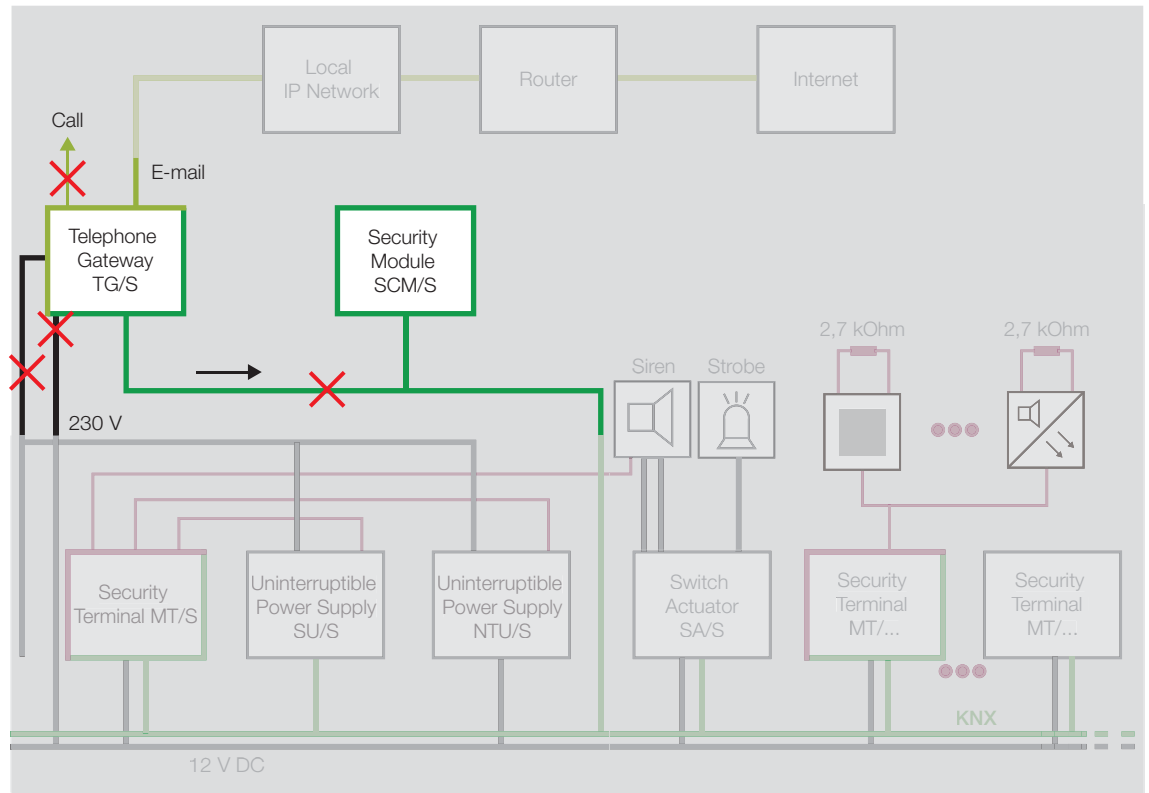 Local
IP Network
Router
Internet
Call
E-mail
Telephone
Gateway
TG/S
Security
Module
SCM/S
2,7 kOhm
2,7 kOhm
Siren
Strobe
230 V
Security
Terminal MT/S
Uninterruptible
Power Supply
SU/S
Uninterruptible
Power Supply
NTU/S
Switch
Actuator
SA/S
Security
Terminal
MT/...
Security
Terminal
MT/...
KNX
12 V DC